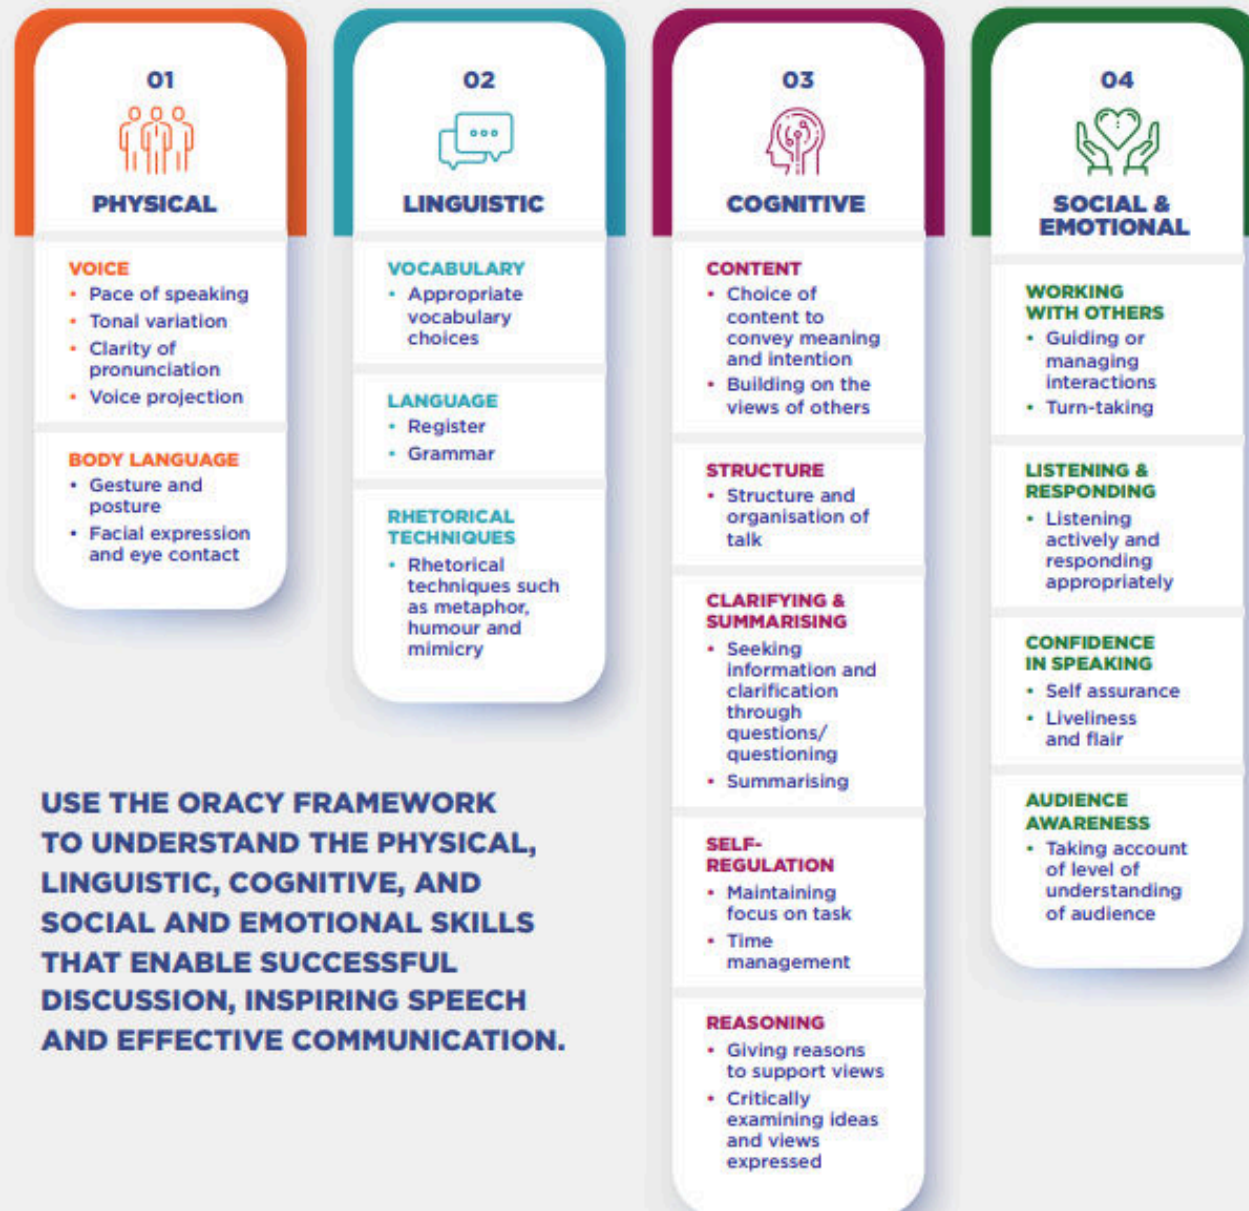 01
PHYSICAL
VOICE
• Pace of speaking
• Tonal variation
• Clarity of
pronunciation
• Voice projection
BODY LANGUAGE
• Gesture and
posture
• Facial expression
and eye contact
02
LINGUISTIC
VOCABULARY
• Appropriate
vocabulary
choices
LANGUAGE
• Register
• Grammar
RHETORICAL
TECHNIQUES
• Rhetorical
techniques such
as metaphor,
humour and
mimicry
03
COGNITIVE
CONTENT
• Choice of
content to
convey meaning
and intention
• Building on the
views of others
STRUCTURE
• Structure and
organisation of
talk
CLARIFYING &
SUMMARISING
• Seeking
information and
clarification
through
questions/
questioning
• Summarising
SELF-
REGULATION
• Maintaining
focus on task
• Time
management
REASONING
• Giving reasons
to support views
• Critically
examining ideas
and views
expressed
04
SOCIAL &
EMOTIONAL
WORKING
WITH OTHERS
• Guiding or
managing
interactions
• Turn-taking
LISTENING &
RESPONDING
• Listening
actively and
responding
appropriately
CONFIDENCE
IN SPEAKING
• Self assurance
• Liveliness
and flair
AUDIENCE
AWARENESS
• Taking account
of level of
understanding
of audience
USE THE ORACY FRAMEWORK
TO UNDERSTAND THE PHYSICAL,
LINGUISTIC, COGNITIVE, AND
SOCIAL AND EMOTIONAL SKILLS
THAT ENABLE SUCCESSFUL
DISCUSSION, INSPIRING SPEECH
AND EFFECTIVE COMMUNICATION.